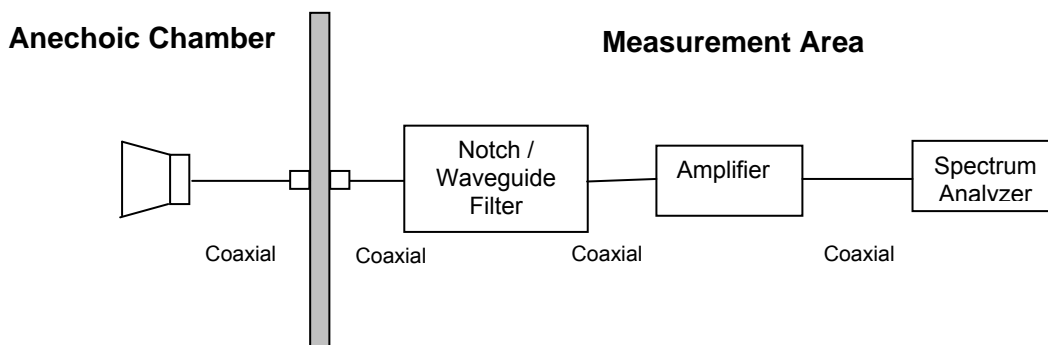 Anechoic Chamber
Measurement Area
Notch /
Waveguide
Filter
Amplifier
Spectrum
Analyzer
Coaxial
Coaxial
Coaxial
Coaxial